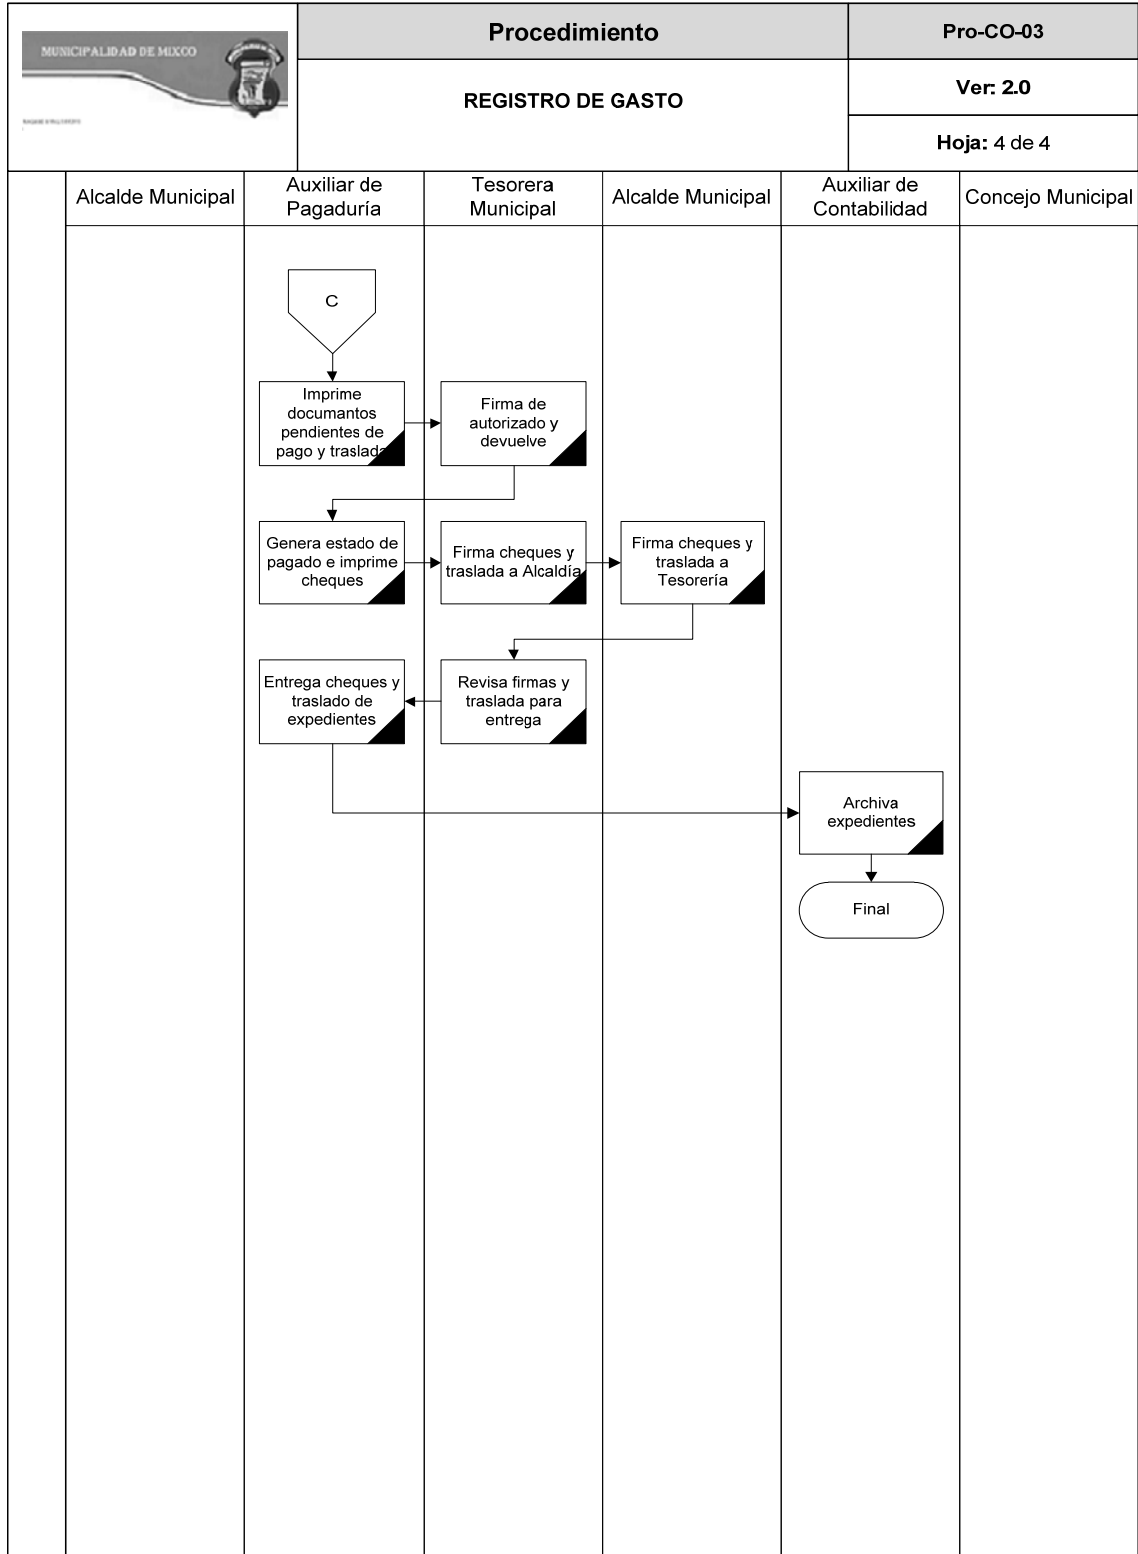 MUNICIPALIDAD DE MIXCO
Procedimiento
Pro-CO-03
REGISTRO DE GASTO
Ver: 2.0
Hoja: 4 de 4
Alcalde Municipal
Auxiliar de
Pagaduría
Tesorera
Municipal
Alcalde Municipal
Auxiliar de
Contabilidad
Concejo Municipal
C
Imprime
documantos
pendientes de
pago y traslada
Firma de
autorizado y
devuelve
Genera estado de
pagado e imprime
cheques
Firma cheques y
traslada a Alcaldía
Firma cheques y
traslada a
Tesorería
Entrega cheques y
traslado de
expedientes
Revisa firmas y
traslada para
entrega
Archiva
expedientes
Final